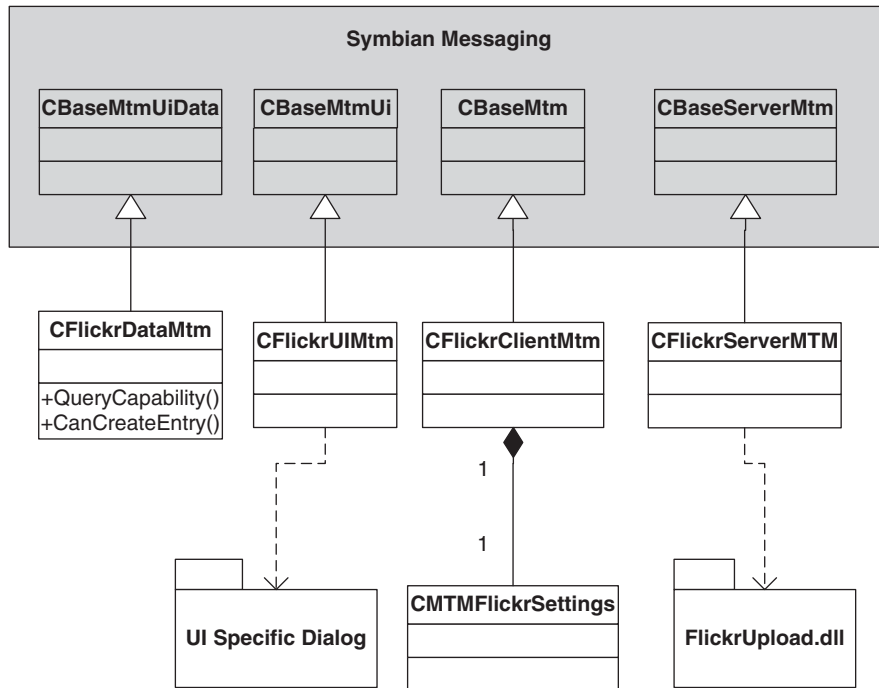 Symbian Messaging
CBaseMtmUiData
CBaseMtmUi
CBaseMtm
CBaseServerMtm
CFlickrDataMtm
+QueryCapability()
+CanCreateEntry()
CFlickrUIMtm
CFlickrClientMtm
CFlickrServerMTM
1
1
UI Specific Dialog
CMTMFlickrSettings
FlickrUpload.dll